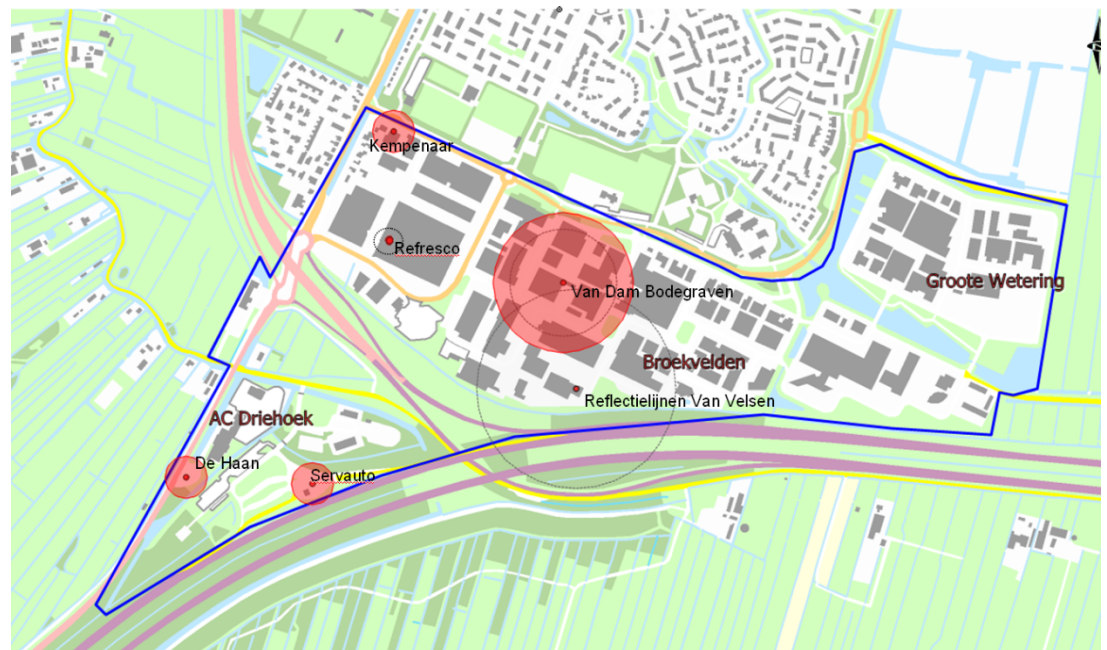 Kempenaar
Refresco
Groote Wetering
Van Dam Bodegraven
Broekvelden
Reflectielijnen Van Velsen
AC Driehoek
De Haan
Servauto